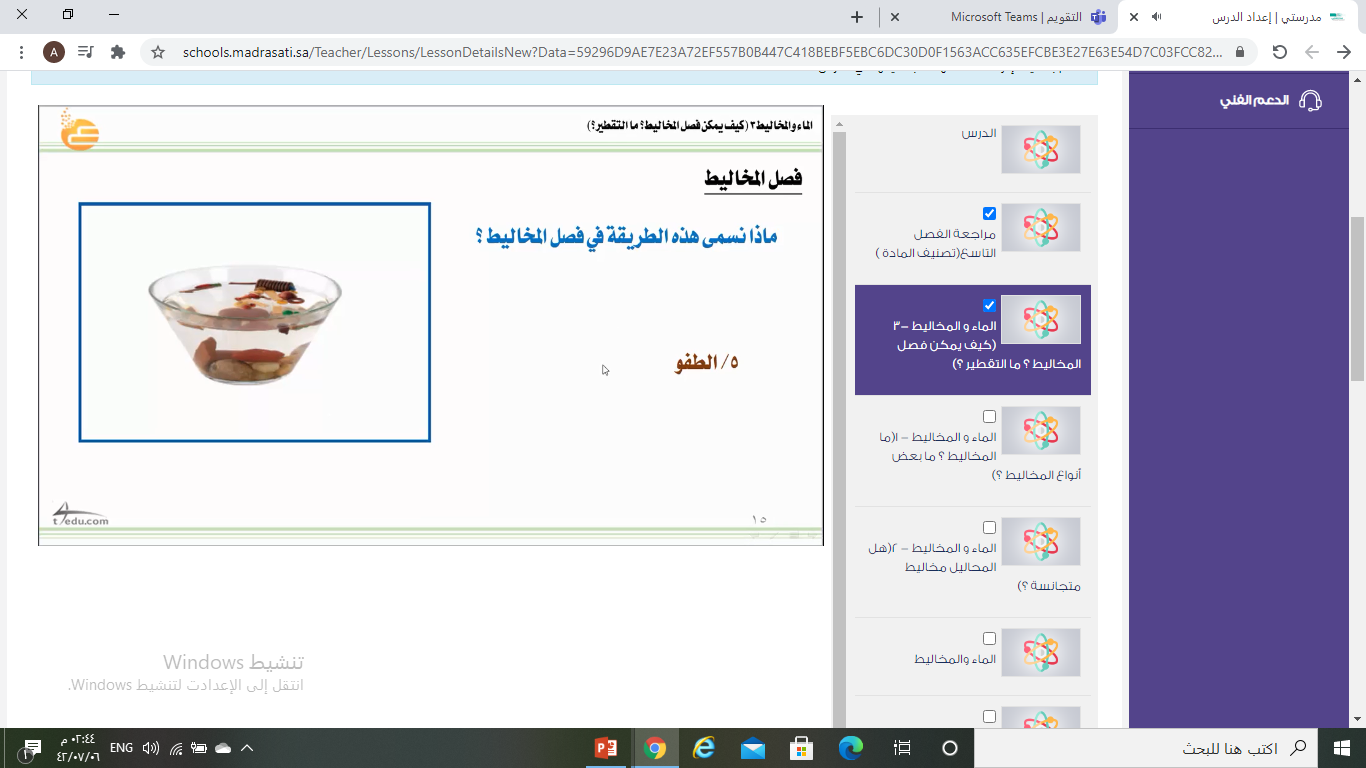 مدرستي | إعداد الدرس
التقويم | Microsoft Teams
schools.madrasati.sa/Teacher/Lessons/LessonDetailsNew?Data=59296D9AE7E23A72EF557B0B447C418BEBF5EBC6DC30D0F1563ACC635EFCBE3E27E63E54D7C03FCC82...
A
الدعم الفني
الماء والمخاليط٣ (كيف يمكن فصل المخاليط؟ ما التقطير؟)
فصل المخاليط
ماذا نسمى هذه الطريقة في فصل المخاليط ؟
٥/ الطفو
t4edu.com
١٥
الدرس
مراجعة الفصل
التاسع(تصنيف المادة )
الماء و المخاليط -٣
(كيف يمكن فصل
المخاليط ؟ ما التقطير ؟)
الماء و المخاليط - ١(ما
المخاليط ؟ ما بعض
أنواع المخاليط ؟)
الماء و المخاليط - ٢(هل
المحاليل مخاليط
متجانسة ؟)
الماء والمخاليط
تنشيط Windows
انتقل إلى الإعدادت لتنشيط Windows.
اكتب هنا للبحث
ENG
٠٢:٤٤ م
٤٢/٠٧/٠٦
١